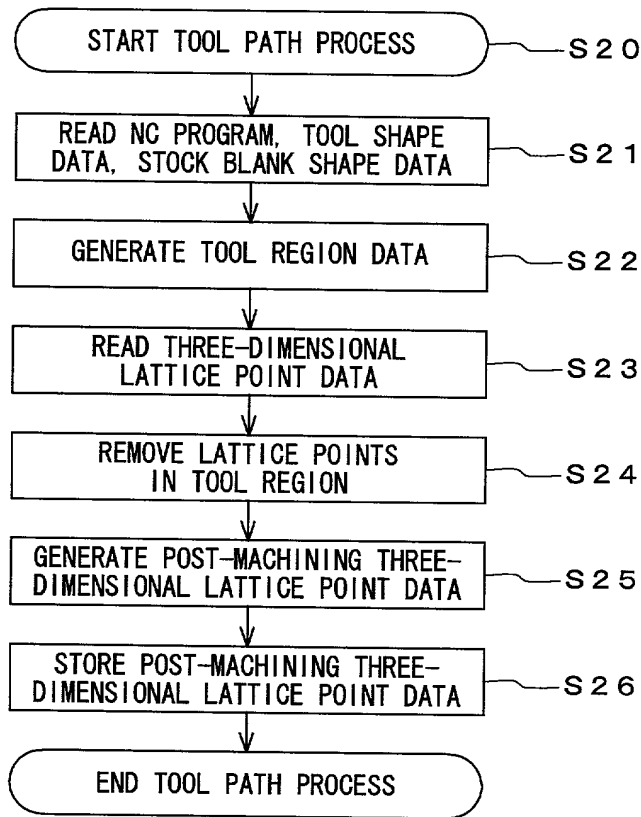 START TOOL PATH PROCESS
S20
READ NC PROGRAM, TOOL SHAPE
DATA, STOCK BLANK SHAPE DATA
S21
GENERATE TOOL REGION DATA
S22
READ THREE-DIMENSIONAL
LATTICE POINT DATA
S23
REMOVE LATTICE POINTS
IN TOOL REGION
S24
GENERATE POST-MACHINING THREE-
DIMENSIONAL LATTICE POINT DATA
S25
STORE POST-MACHINING THREE-
DIMENSIONAL LATTICE POINT DATA
S26
END TOOL PATH PROCESS